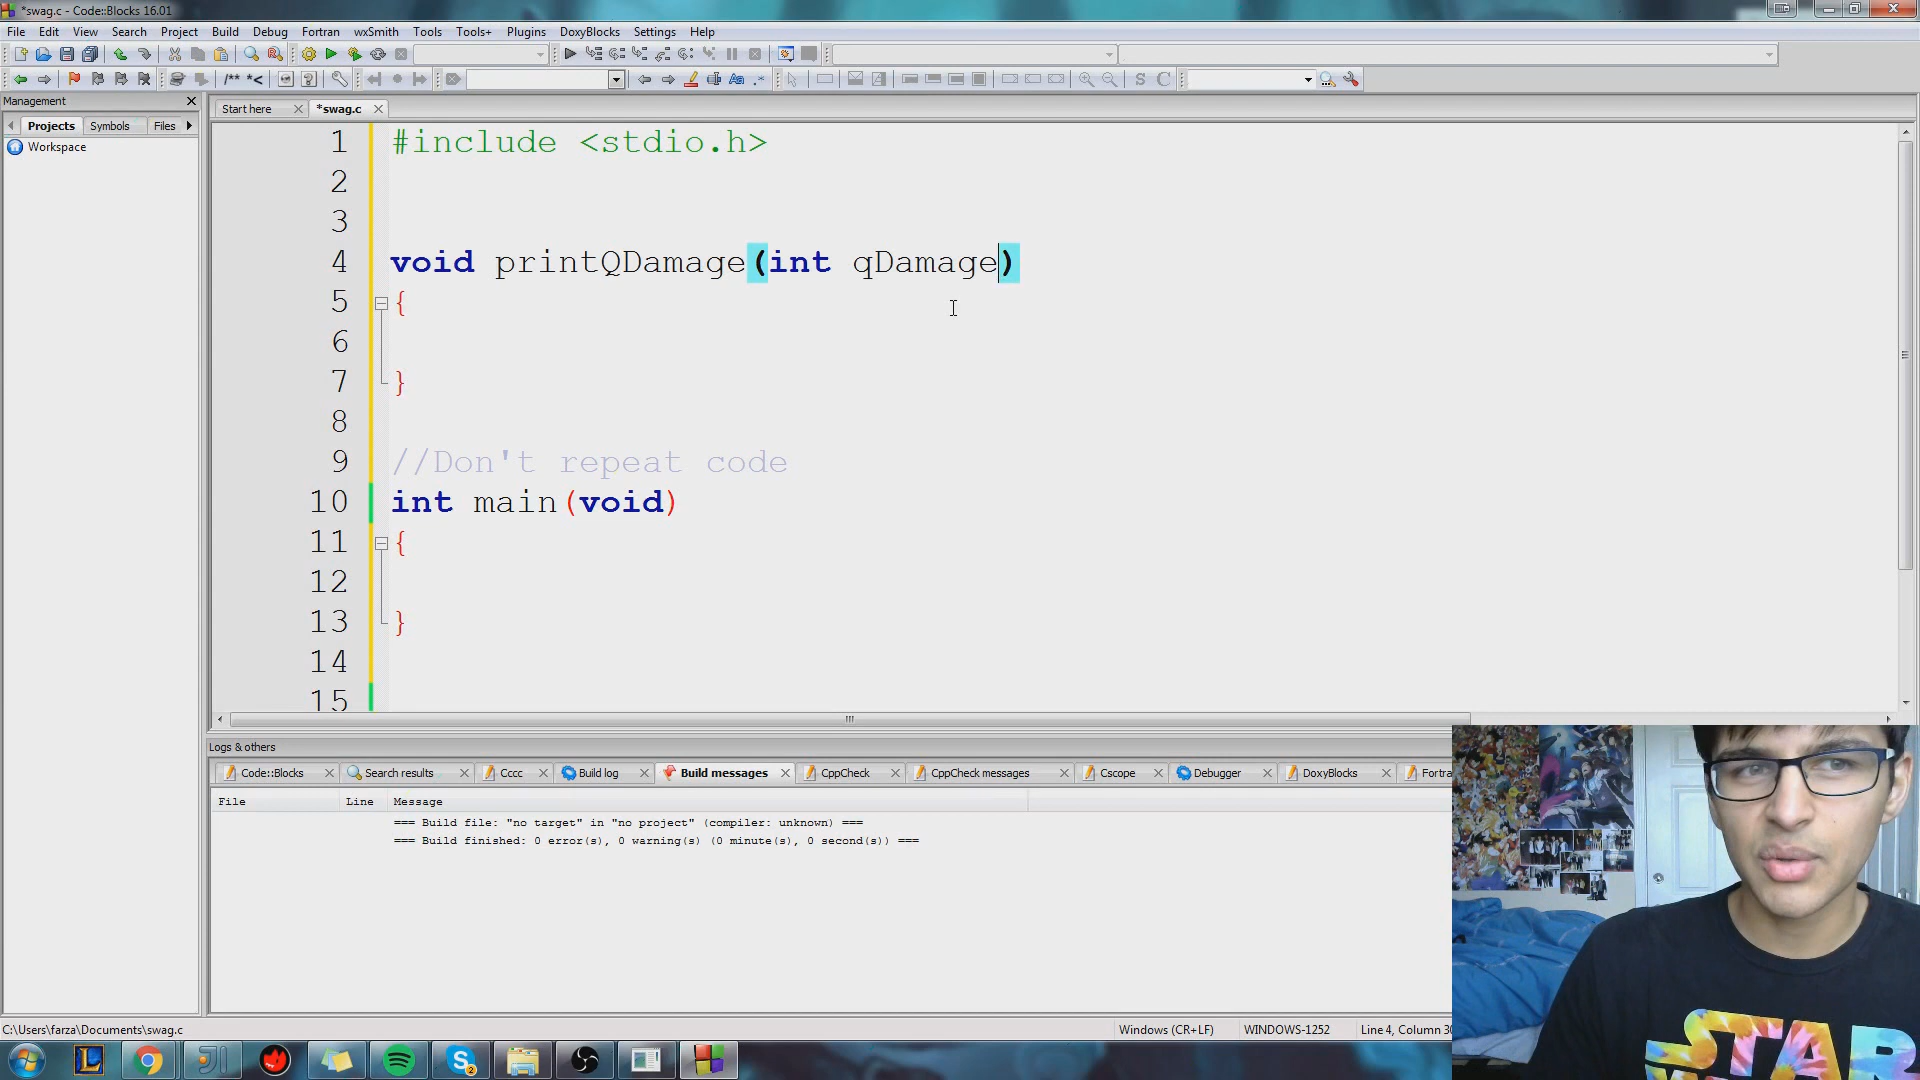 *swag.c - Code::Blocks 16.01
File Edit View Search Project Build Debug Fortran wxSmith Tools Tools+ Plugins DoxyBlocks Settings Help
/** *<
Management
Start here *swag.c
Projects Symbols Files
Workspace
1 #include <stdio.h>
2
3
4 void printQDamage(int qDamage)
5 {
6
7 }
8
9 //Don't repeat code
10 int main(void)
11 {
12
13 }
14
15
Logs & others
Code::Blocks Search results Cccc Build log Build messages CppCheck CppCheck messages Cscope Debugger DoxyBlocks Fortra
File Line Message
=== Build file: "no target" in "no project" (compiler: unknown) ===
=== Build finished: 0 error(s), 0 warning(s) (0 minute(s), 0 second(s)) ===
C:\Users\farza\Documents\swag.c Windows (CR+LF) WINDOWS-1252 Line 4, Column
STAR